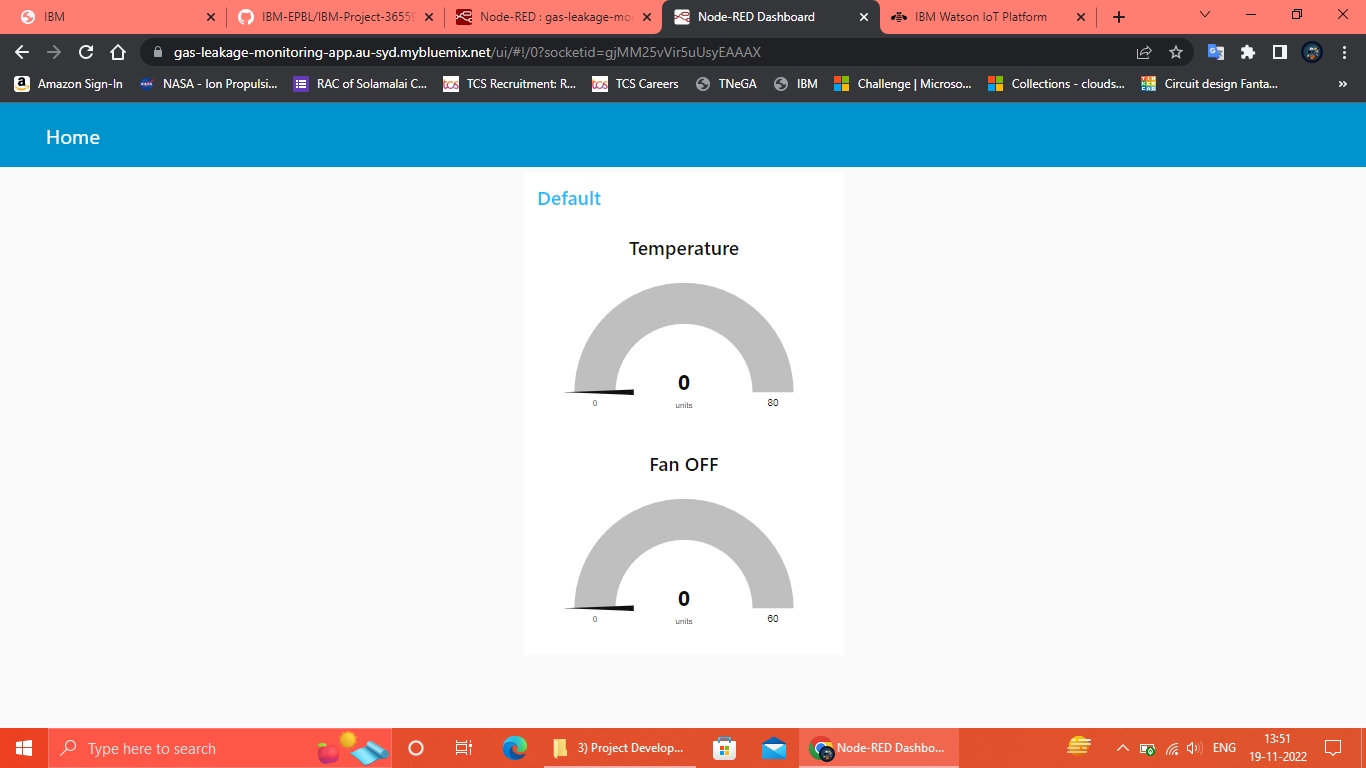 IBM
IBM-EPBL/IBM-Project-36559
Node-RED : gas-leakage-mon
Node-RED Dashboard
IBM Watson IoT Platform
gas-leakage-monitoring-app.au-syd.mybluemix.net/ui/#!/0?socketid=gjMM25vVir5uUsyEAAAX
Amazon Sign-In
NASA - Ion Propulsi...
RAC of Solamalai C...
TCS Recruitment: R...
TCS Careers
TNeGA
IBM
Challenge | Microso...
Collections - clouds...
Circuit design Fanta...
»
Home
Default
Temperature
0
0
units
80
Fan OFF
0
0
units
60
Type here to search
3) Project Develop...
Node-RED Dashbo...
ENG
13:51
19-11-2022